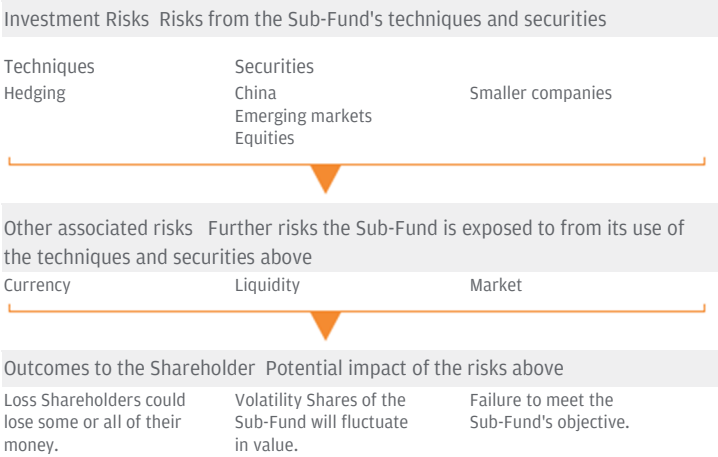 Investment Risks Risks from the Sub-Fund's techniques and securities
Techniques Securities
Hedging China Smaller companies
Emerging markets
Equities
Other associated risks Further risks the Sub-Fund is exposed to from its use of
the techniques and securities above
Currency Liquidity Market
Outcomes to the Shareholder Potential impact of the risks above
Loss Shareholders could
lose some or all of their
money.
Volatility Shares of the
Sub-Fund will fluctuate
in value.
Failure to meet the
Sub-Fund's objective.